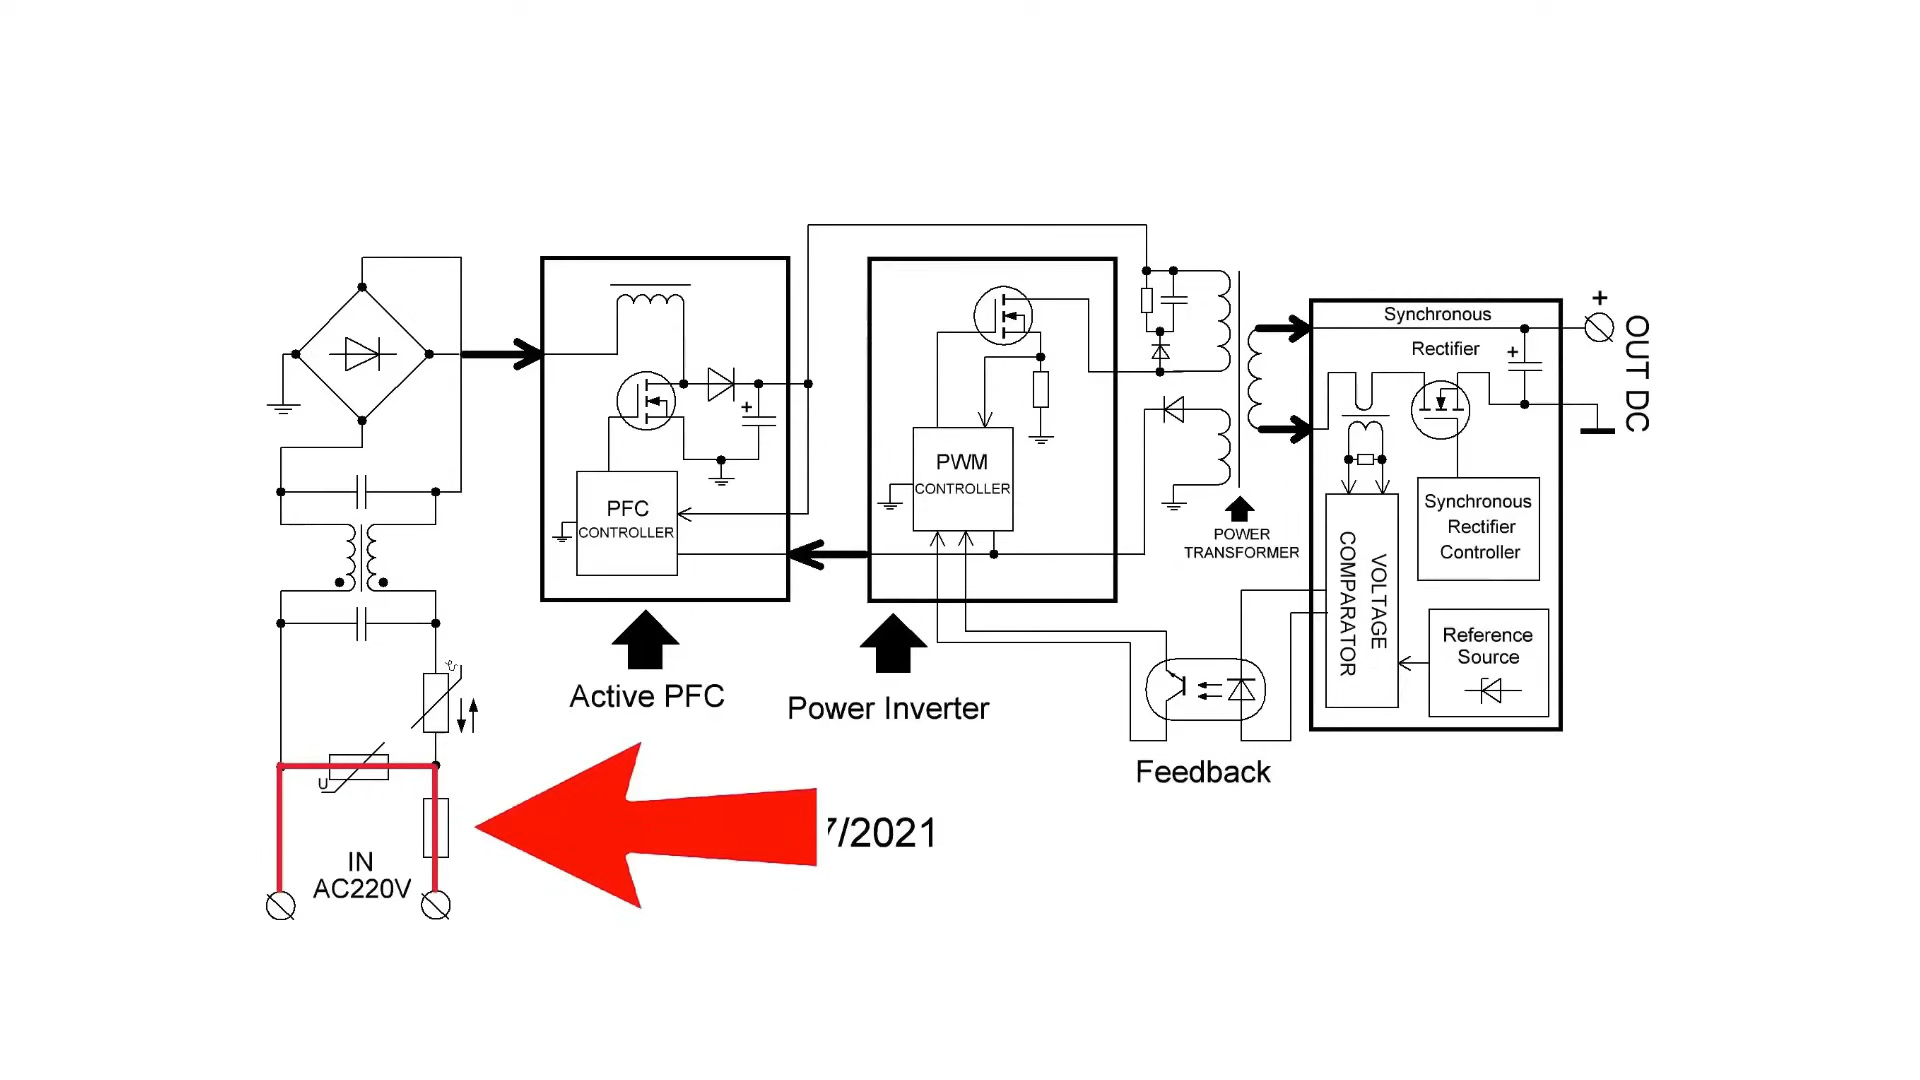 Synchronous
Rectifier
+
OUT DC
+
+
PFC
CONTROLLER
PWM
CONTROLLER
POWER
TRANSFORMER
VOLTAGE
COMPARATOR
Synchronous
Rectifier
Controller
Reference
Source
Active PFC
Power Inverter
Feedback
U
IN
AC220V
7/2021